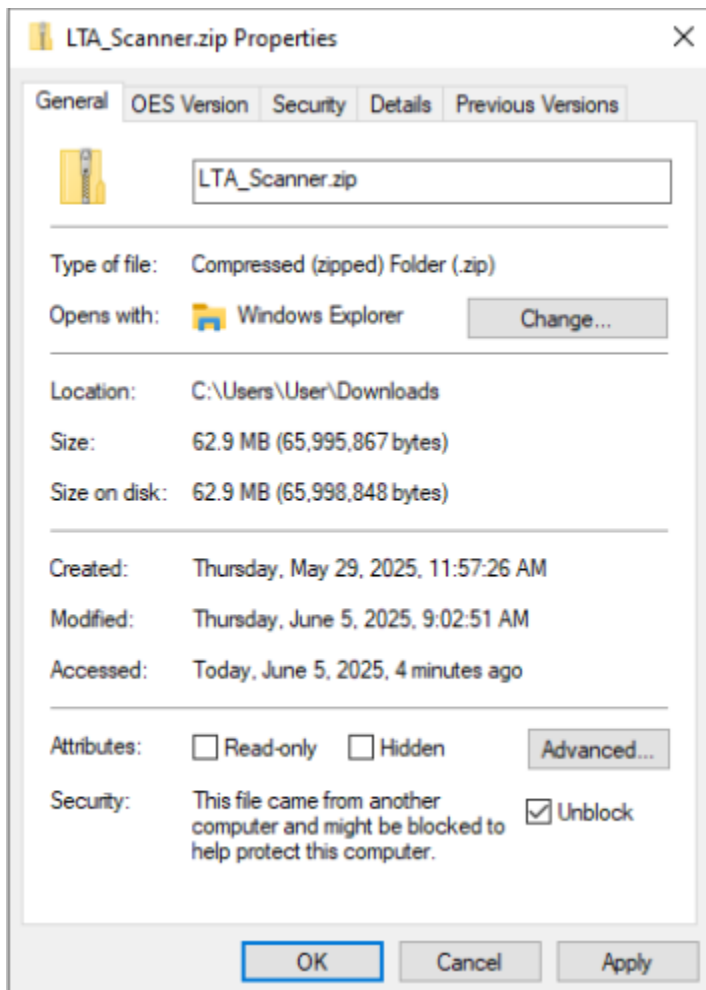 LTA_Scanner.zip Properties
General OES Version Security Details Previous Versions
LTA_Scanner.zip
Type of file: Compressed (zipped) Folder (.zip)
Opens with: Windows Explorer Change...
Location: C:\Users\User\Downloads
Size: 62.9 MB (65,995,867 bytes)
Size on disk: 62.9 MB (65,998,848 bytes)
Created: Thursday, May 29, 2025, 11:57:26 AM
Modified: Thursday, June 5, 2025, 9:02:51 AM
Accessed: Today, June 5, 2025, 4 minutes ago
Attributes: Read-only Hidden Advanced...
Security: This file came from another
computer and might be blocked to
help protect this computer.
Unblock
OK Cancel Apply